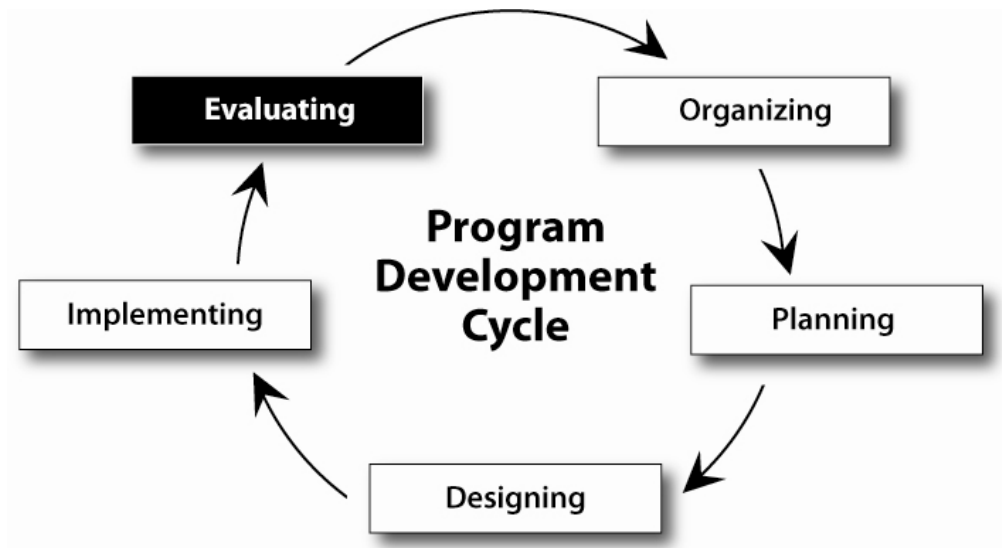 Evaluating
Organizing
Program
Development
Cycle
Implementing
Planning
Designing